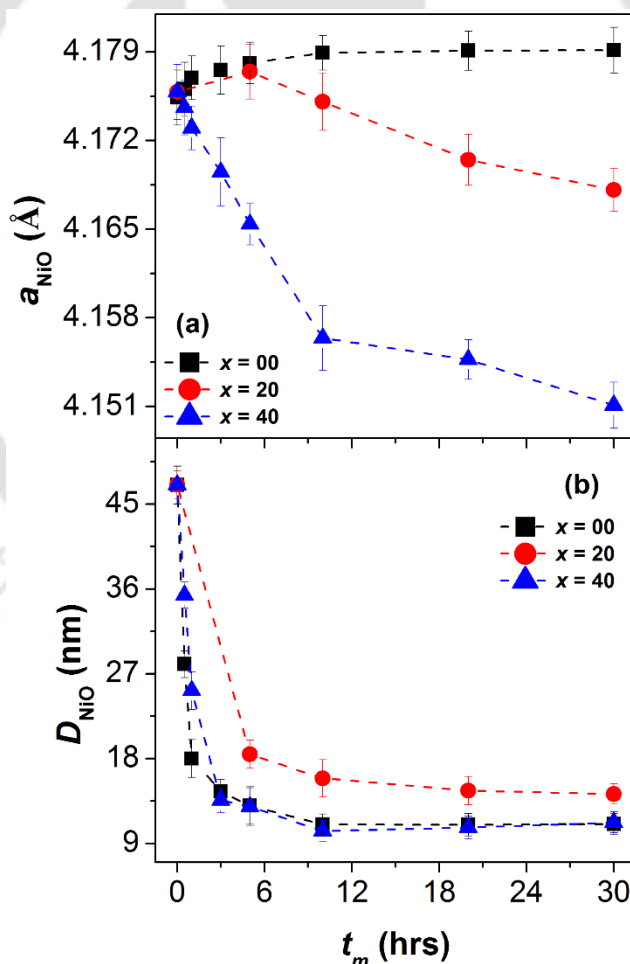 4.179
4.172
4.165
4.158
4.151
a_NiO (Å)
(a)
x = 00
x = 20
x = 40
45
36
27
18
9
D_NiO (nm)
(b)
x = 00
x = 20
x = 40
0 6 12 18 24 30
t_m (hrs)